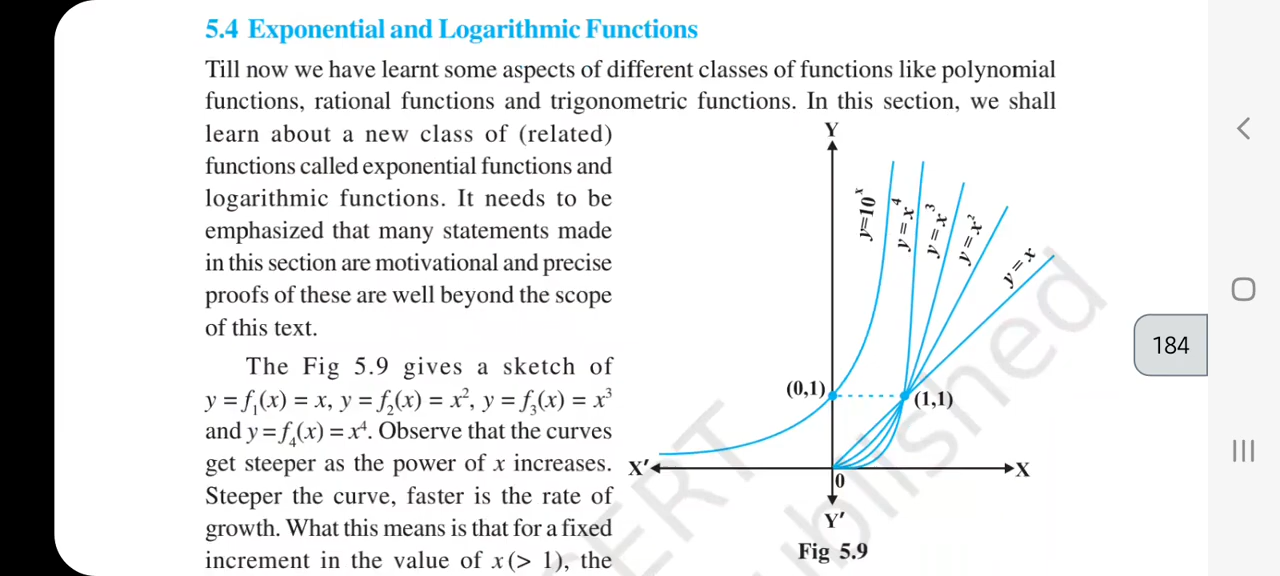 5.4 Exponential and Logarithmic Functions
Till now we have learnt some aspects of different classes of functions like polynomial
functions, rational functions and trigonometric functions. In this section, we shall
learn about a new class of (related)
functions called exponential functions and
logarithmic functions. It needs to be
emphasized that many statements made
in this section are motivational and precise
proofs of these are well beyond the scope
of this text.
The Fig 5.9 gives a sketch of
y = f₁(x) = x, y = f₂(x) = x², y = f₃(x) = x³
and y = f₄(x) = x⁴. Observe that the curves
get steeper as the power of x increases.
Steeper the curve, faster is the rate of
growth. What this means is that for a fixed
increment in the value of x (> 1), the
Y
y=10ˣ
y = x⁴
y = x³
y = x²
y = x
(0,1)
(1,1)
X′
X
0
Y′
Fig 5.9
184
ERT
blished